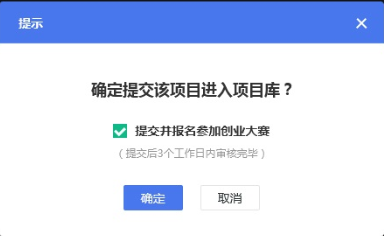 提示
确定提交该项目进入项目库？
提交并报名参加创业大赛
（提交后3个工作日内审核完毕）
确定 取消